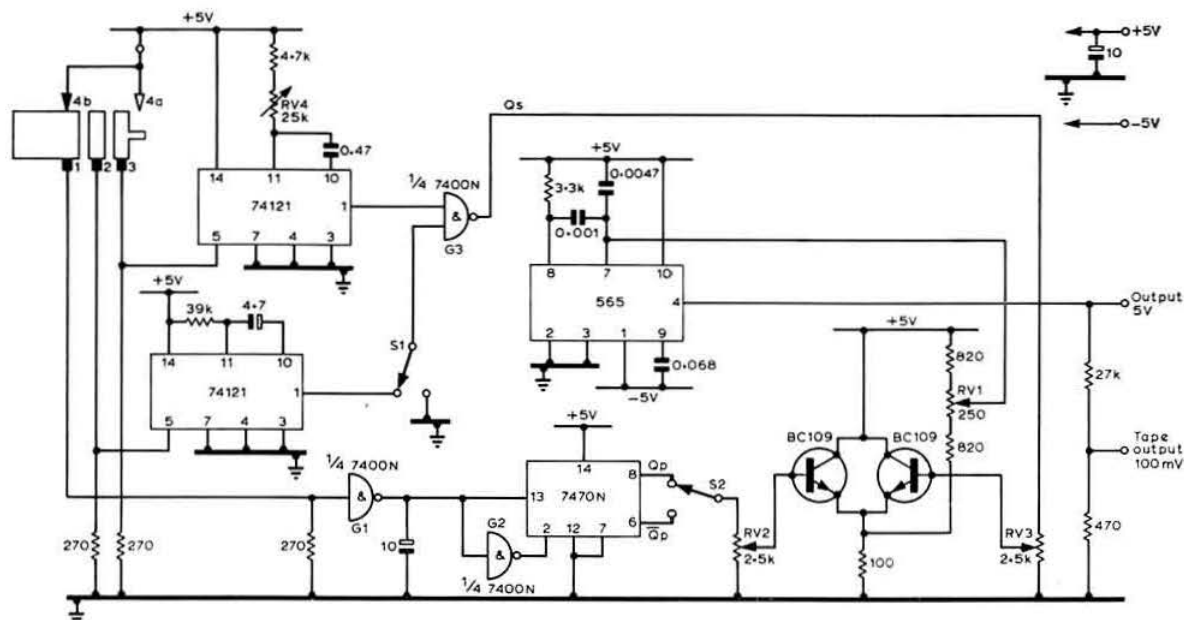 +5V
+5V
10
-5V
4b
4a
4·7k
RV4
25k
0·47
1
2
3
14
11
10
74121
1
5
7
4
3
Qs
1/4 7400N
&
G3
+5V
3·3k
0·0047
0·001
8
7
10
565
4
2
3
1
9
0·068
-5V
Output
5V
+5V
39k
4·7
14
11
10
74121
1
5
7
4
3
S1
+5V
820
RV1
250
820
27k
Tape
output
100mV
BC109
BC109
1/4 7400N
&
G1
+5V
14
13
7470N
8
Qp
6
Qp
2
12
7
S2
G2
&
1/4 7400N
270
270
270
10
RV2
2·5k
100
RV3
2·5k
470